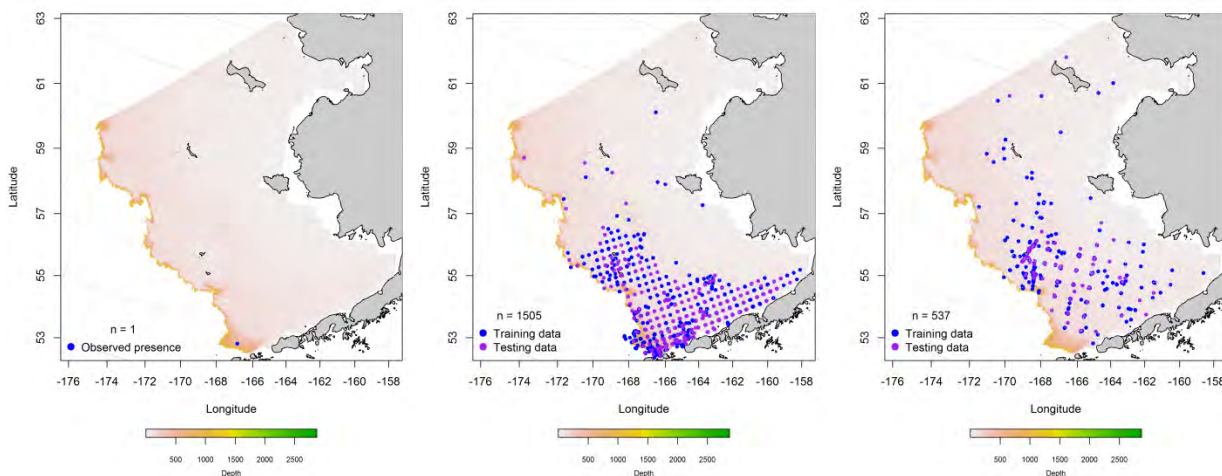 63
61
59
57
55
53
Latitude
n = 1
Observed presence
-176 -174 -172 -170 -168 -166 -164 -162 -160 -158
Longitude
500 1000 1500 2000 2500
Depth
63
61
59
57
55
53
Latitude
n = 1505
Training data
Testing data
-176 -174 -172 -170 -168 -166 -164 -162 -160 -158
Longitude
500 1000 1500 2000 2500
Depth
63
61
59
57
55
53
Latitude
n = 537
Training data
Testing data
-176 -174 -172 -170 -168 -166 -164 -162 -160 -158
Longitude
500 1000 1500 2000 2500
Depth